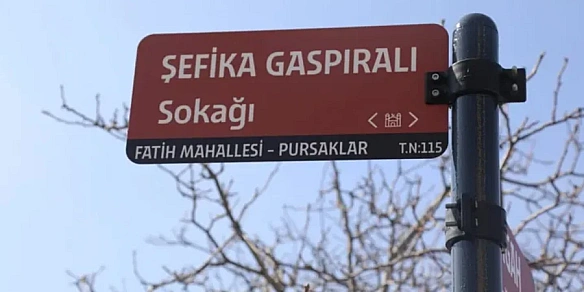 ŞEFİKA GASPIRALI
Sokağı
FATİH MAHALLESİ - PURSAKLAR T.N:115